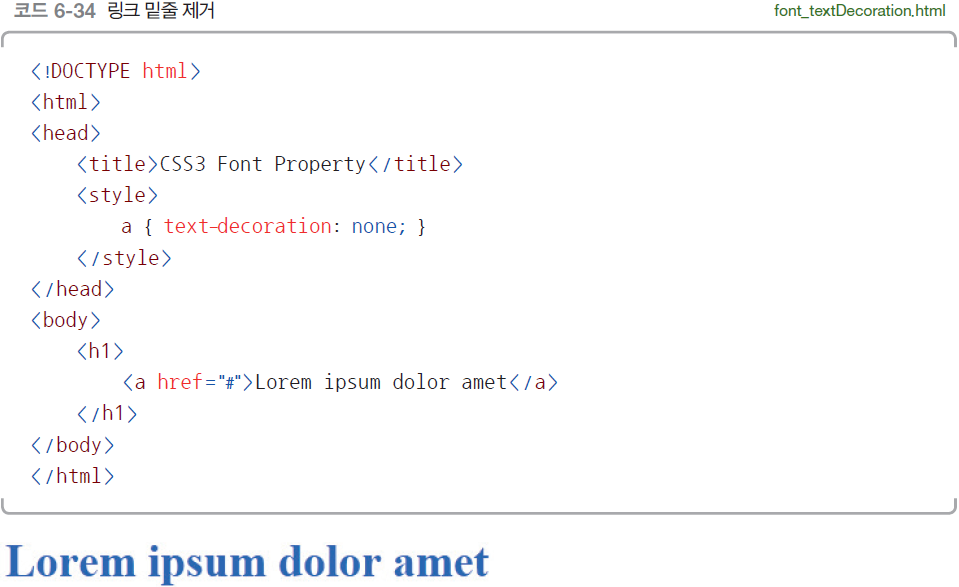 코드 6-34 링크 밑줄 제거 font_textDecoration.html
<!DOCTYPE html>
<html>
<head>
    <title>CSS3 Font Property</title>
    <style>
        a { text-decoration: none; }
    </style>
</head>
<body>
    <h1>
        <a href="#">Lorem ipsum dolor amet</a>
    </h1>
</body>
</html>
Lorem ipsum dolor amet